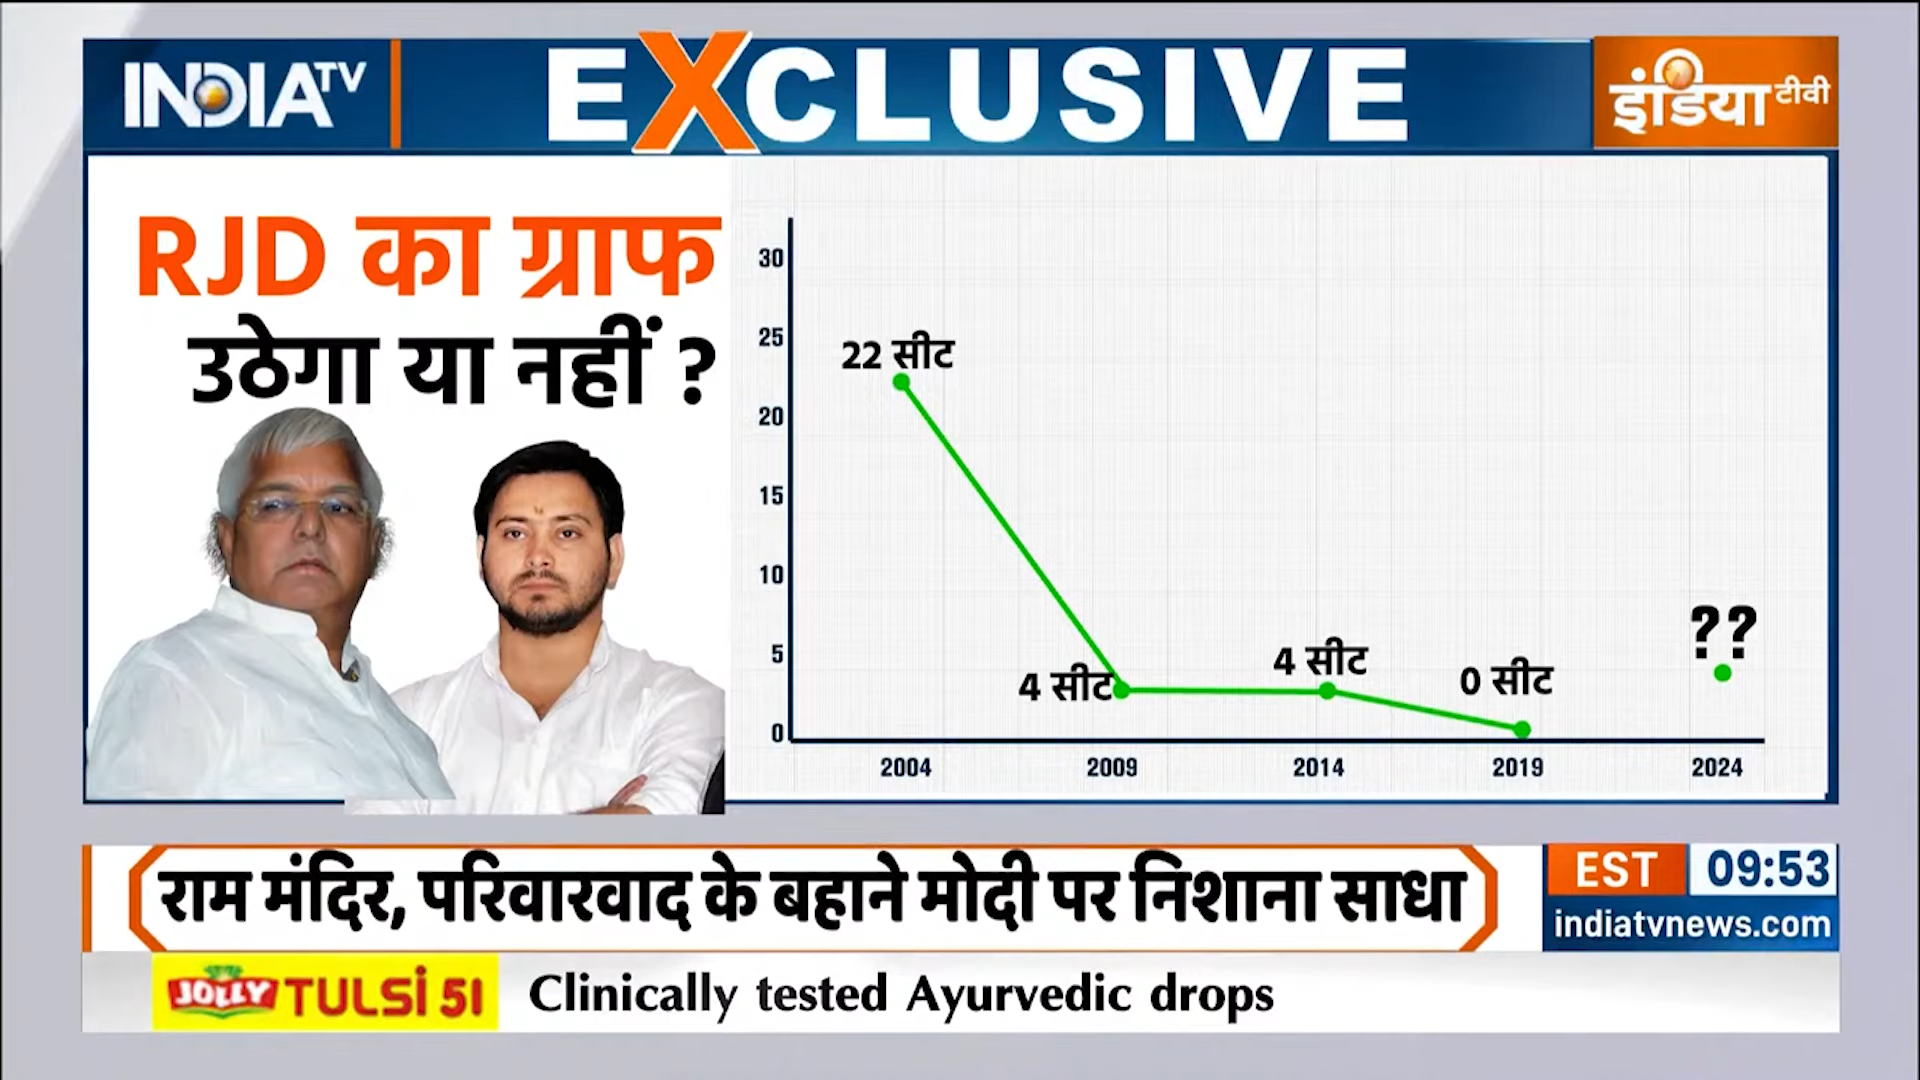 INDIA TV
EXCLUSIVE
इंडिया टीवी
RJD का ग्राफ
उठेगा या नहीं ?
30
25
20
15
10
5
0
22 सीट
4 सीट
4 सीट
0 सीट
??
2004 2009 2014 2019 2024
राम मंदिर, परिवारवाद के बहाने मोदी पर निशाना साधा
EST 09:53
indiatvnews.com
JOLLY TULSi 51 Clinically tested Ayurvedic drops